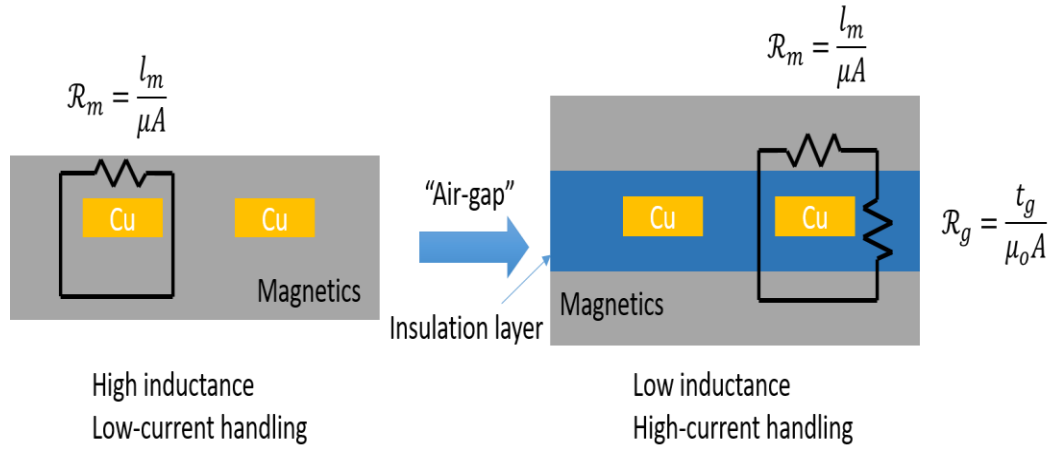 ℛₘ = lₘ/μA
Cu
Cu
Magnetics
High inductance
Low-current handling
“Air-gap”
Insulation layer
ℛₘ = lₘ/μA
Cu
Cu
Magnetics
ℛg = tg/μₒA
Low inductance
High-current handling